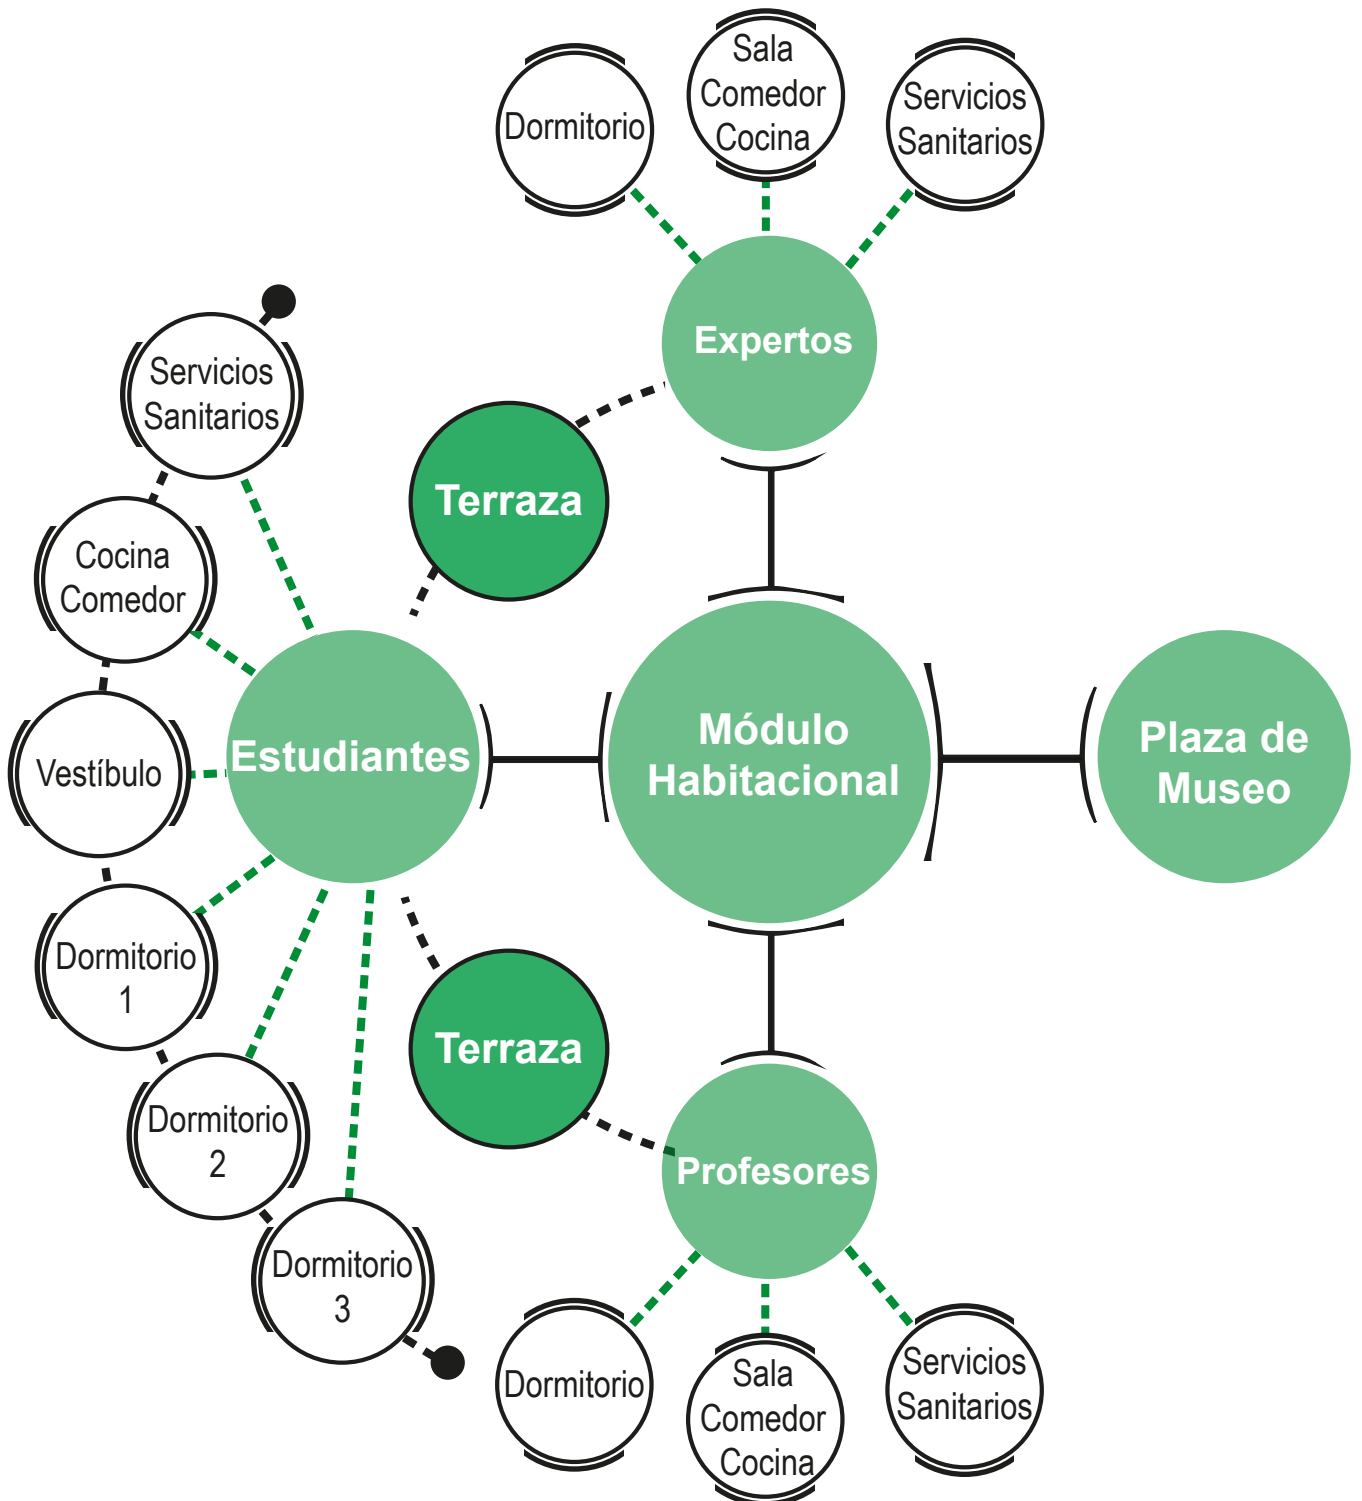 Dormitorio
Sala
Comedor
Cocina
Servicios
Sanitarios
Expertos
Servicios
Sanitarios
Terraza
Cocina
Comedor
Vestíbulo
Estudiantes
Módulo
Habitacional
Plaza de
Museo
Dormitorio
1
Terraza
Dormitorio
2
Profesores
Dormitorio
3
Dormitorio
Sala
Comedor
Cocina
Servicios
Sanitarios